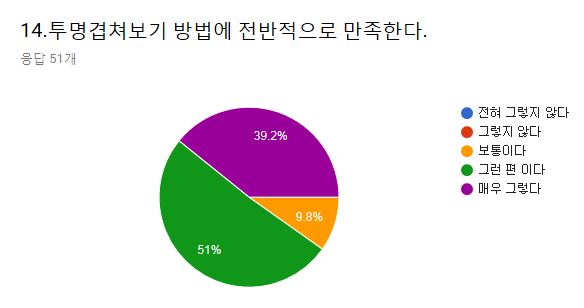 14.투명겹쳐보기 방법에 전반적으로 만족한다.
응답 51개
39.2%
9.8%
51%
전혀 그렇지 않다
그렇지 않다
보통이다
그런 편 이다
매우 그렇다